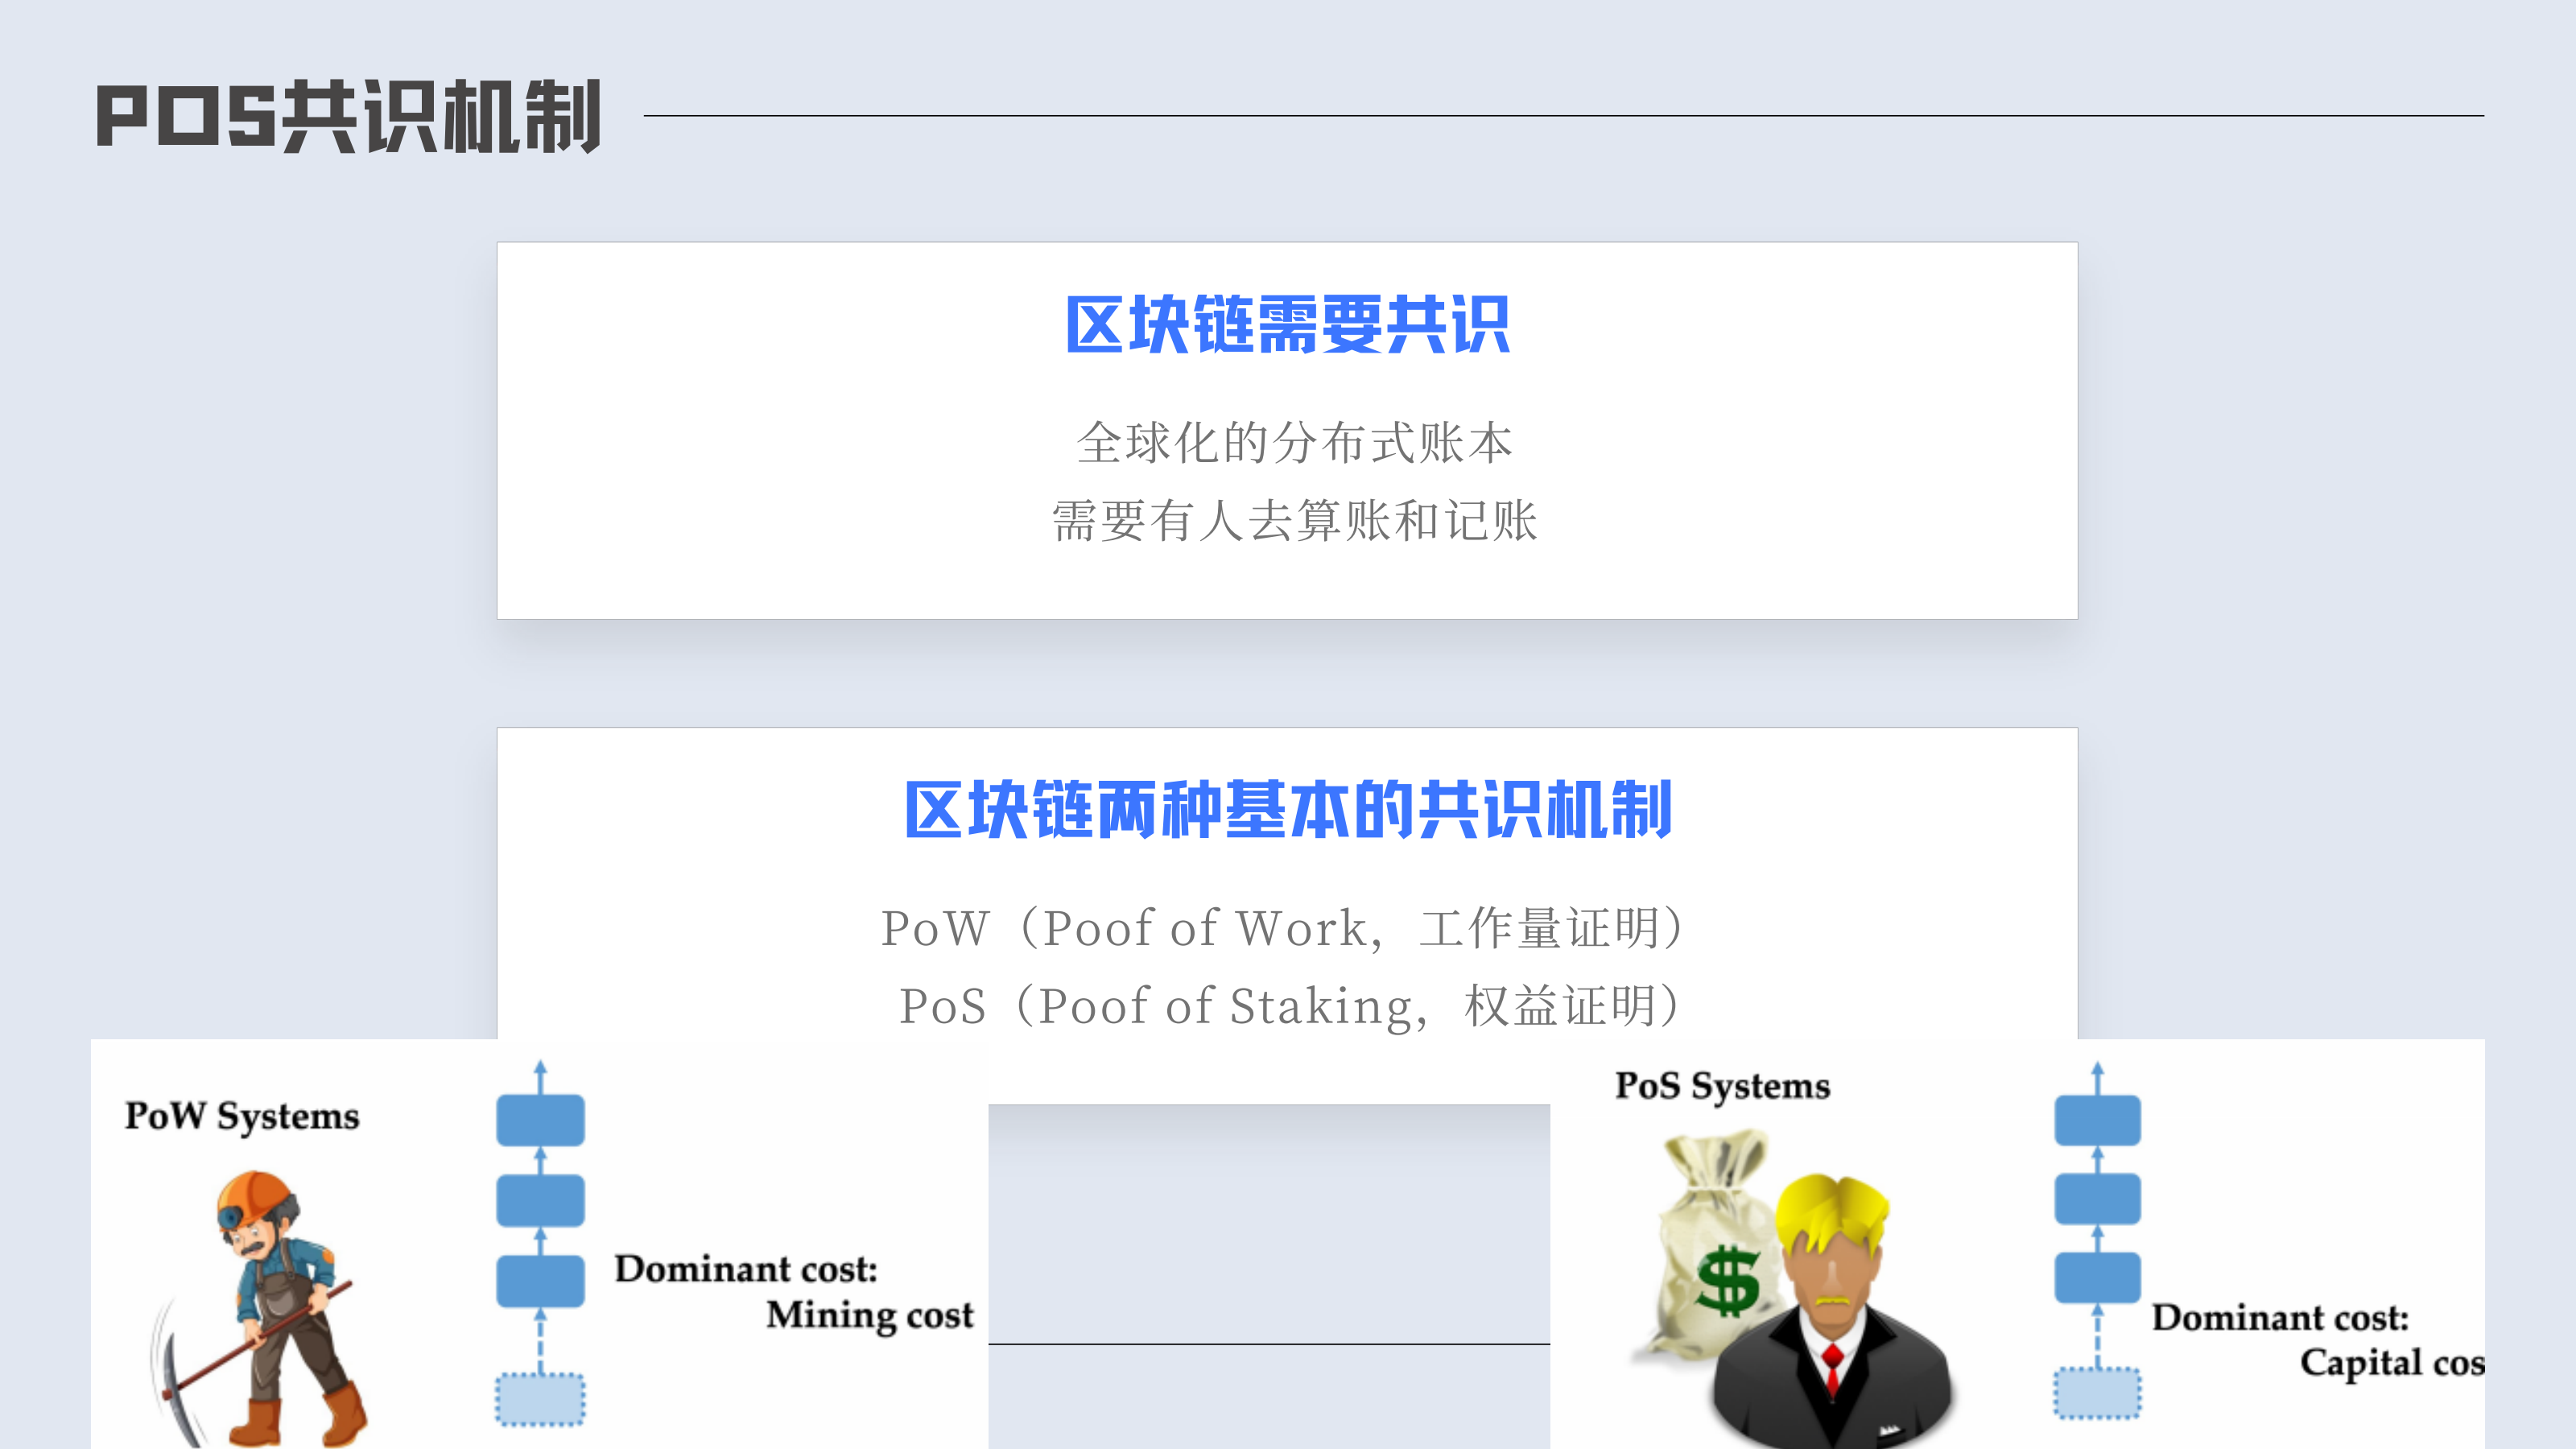 POS共识机制
区块链需要共识
全球化的分布式账本
需要有人去算账和记账
区块链两种基本的共识机制
PoW（Poof of Work，工作量证明）
PoS（Poof of Staking，权益证明）
PoW Systems
Dominant cost:
Mining cost
PoS Systems
$
Dominant cost:
Capital cos